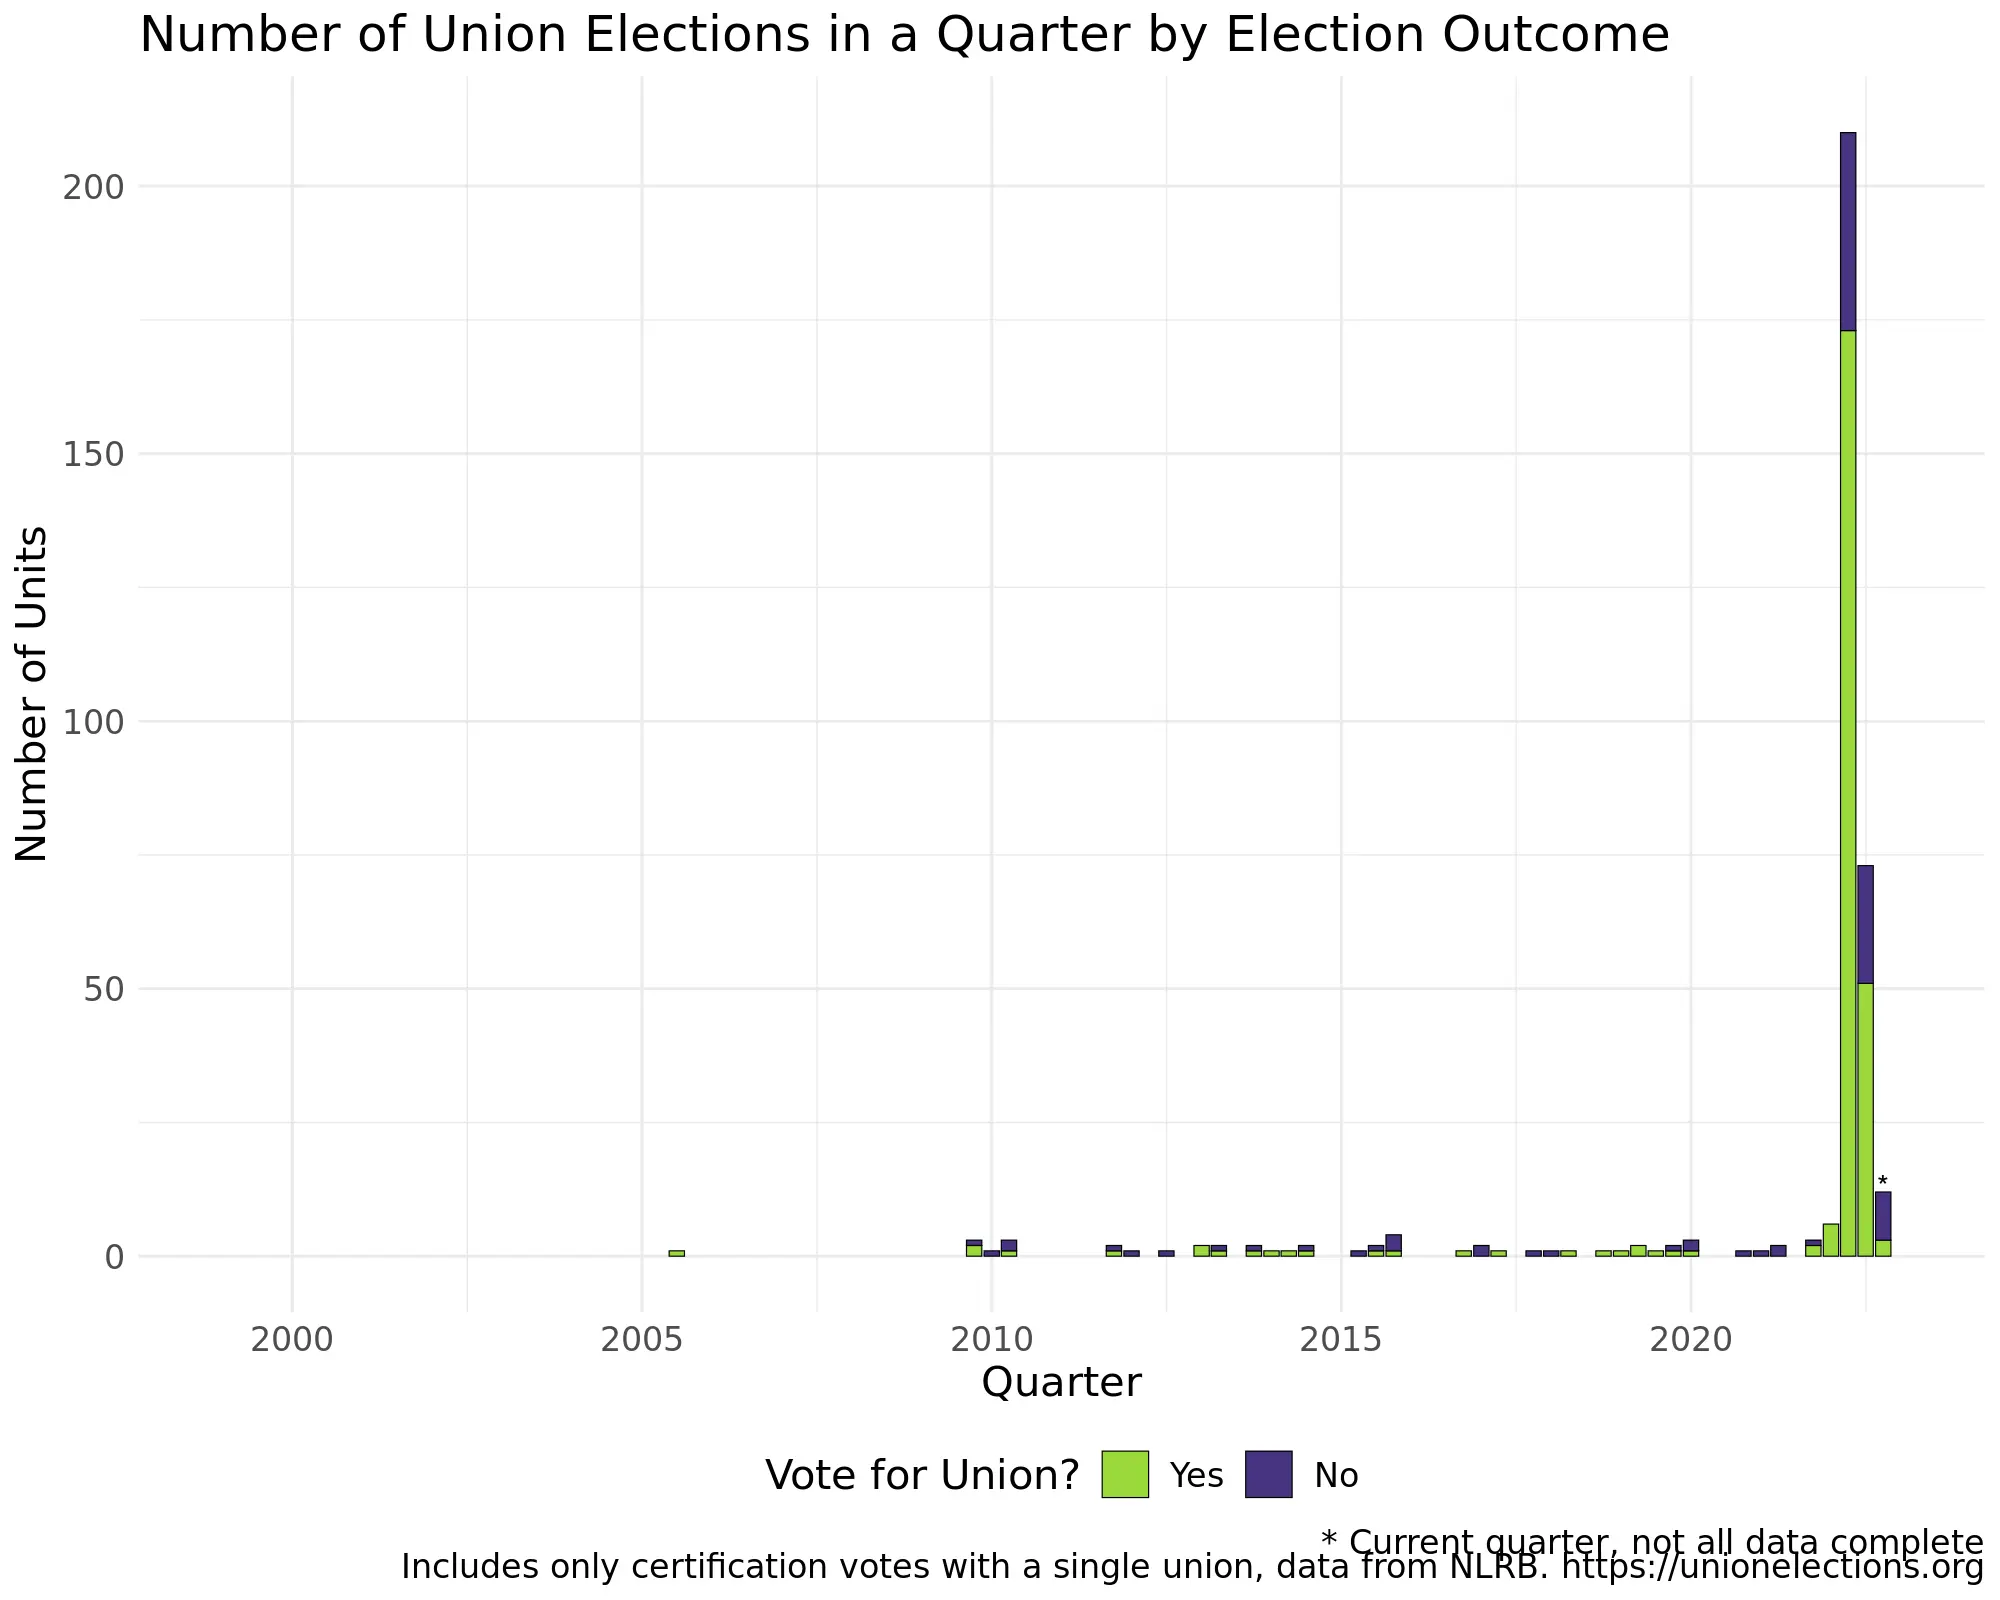 Number of Union Elections in a Quarter by Election Outcome
Number of Units
200
150
100
50
0
*
2000 2005 2010 2015 2020
Quarter
Vote for Union? Yes No
* Current quarter, not all data complete
Includes only certification votes with a single union, data from NLRB. https://unionelections.org